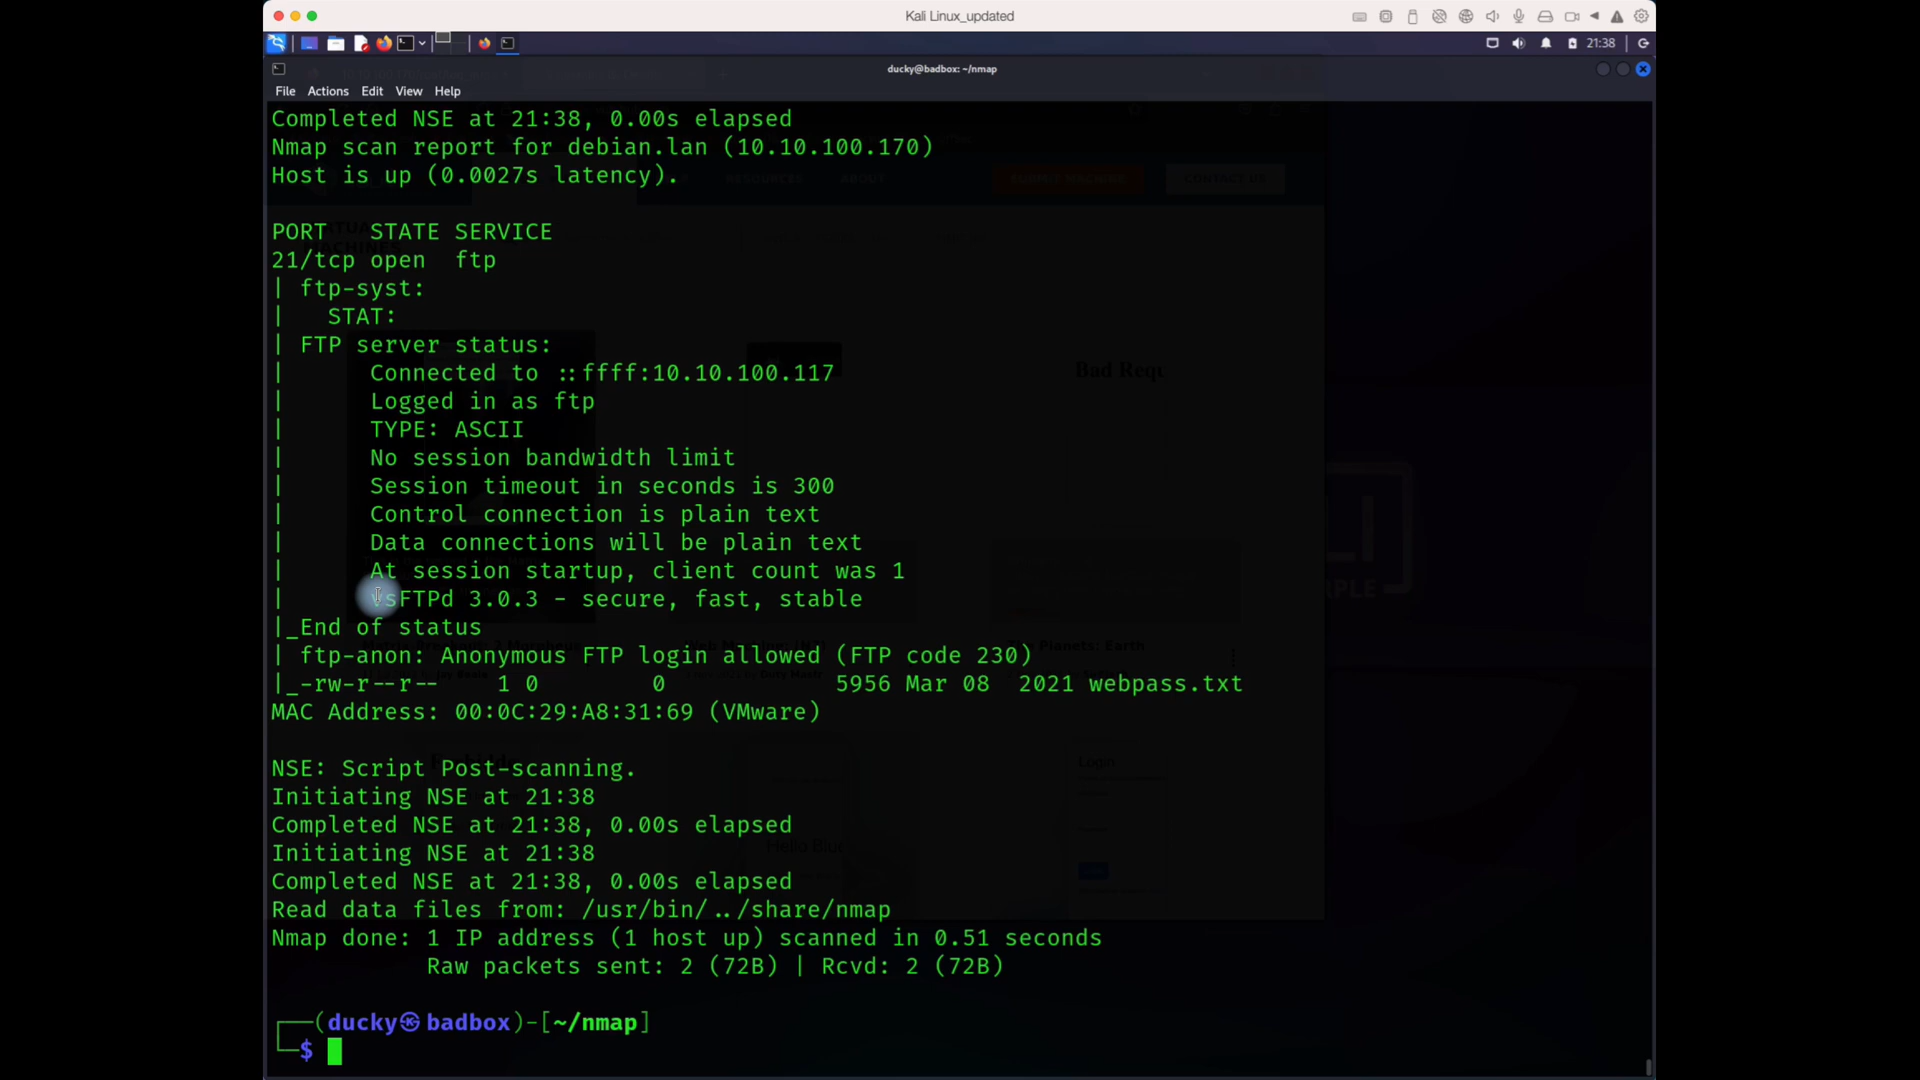 Kali Linux_updated
21:38
ducky@badbox: ~/nmap
File Actions Edit View Help
Completed NSE at 21:38, 0.00s elapsed
Nmap scan report for debian.lan (10.10.100.170)
Host is up (0.0027s latency).
RESOURCES ABOUT SUBMIT MACHINE CONTACT US
PORT STATE SERVICE
21/tcp open ftp
| ftp-syst:
| STAT:
| FTP server status:
| Connected to ::ffff:10.10.100.117
| Logged in as ftp
| TYPE: ASCII
| No session bandwidth limit
| Session timeout in seconds is 300
| Control connection is plain text
| Data connections will be plain text
| At session startup, client count was 1
| vsFTPd 3.0.3 - secure, fast, stable
|_End of status
| ftp-anon: Anonymous FTP login allowed (FTP code 230)
|_-rw-r--r-- 1 0 0 5956 Mar 08 2021 webpass.txt
MAC Address: 00:0C:29:A8:31:69 (VMware)
NSE: Script Post-scanning.
Initiating NSE at 21:38
Completed NSE at 21:38, 0.00s elapsed
Initiating NSE at 21:38
Completed NSE at 21:38, 0.00s elapsed
Read data files from: /usr/bin/../share/nmap
Nmap done: 1 IP address (1 host up) scanned in 0.51 seconds
Raw packets sent: 2 (72B) | Rcvd: 2 (72B)
(ducky㉿badbox)-[~/nmap]
$